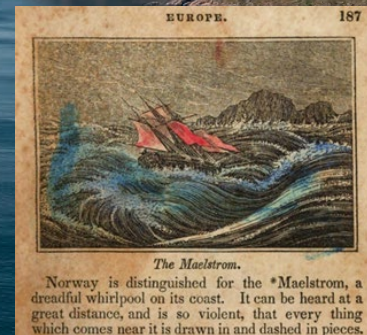 EUROPE. 187
The Maelstrom.
Norway is distinguished for the *Maelstrom, a
dreadful whirlpool on its coast. It can be heard at a
great distance, and is so violent, that every thing
which comes near it is drawn in and dashed in pieces.